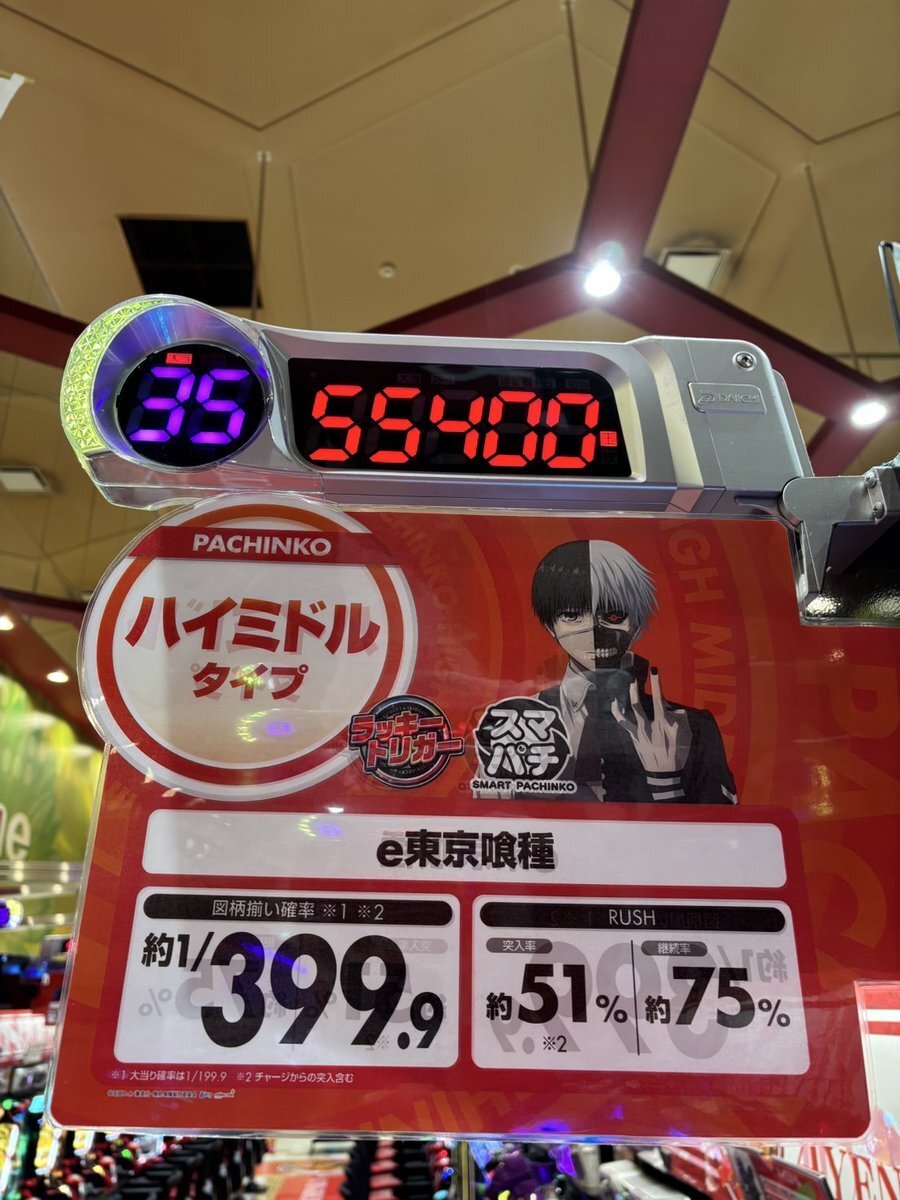 35
55400
DAIICHI
PACHINKO
ハイミドル
タイプ
ラッキー
トリガー
スマ
パチ
SMART PACHINKO
e東京喰種
図柄揃い確率 ※1 ※2
約1/399.9
RUSH
突入率
約51%
※2
継続率
約75%
※1 大当り確率は1/199.9 ※2 チャージからの突入含む